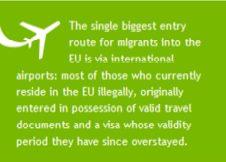 The single biggest entry
route for migrants into the
EU is via international
airports: most of those who currently
reside in the EU illegally, originally
entered in possession of valid travel
documents and a visa whose validity
period they have since overstayed.